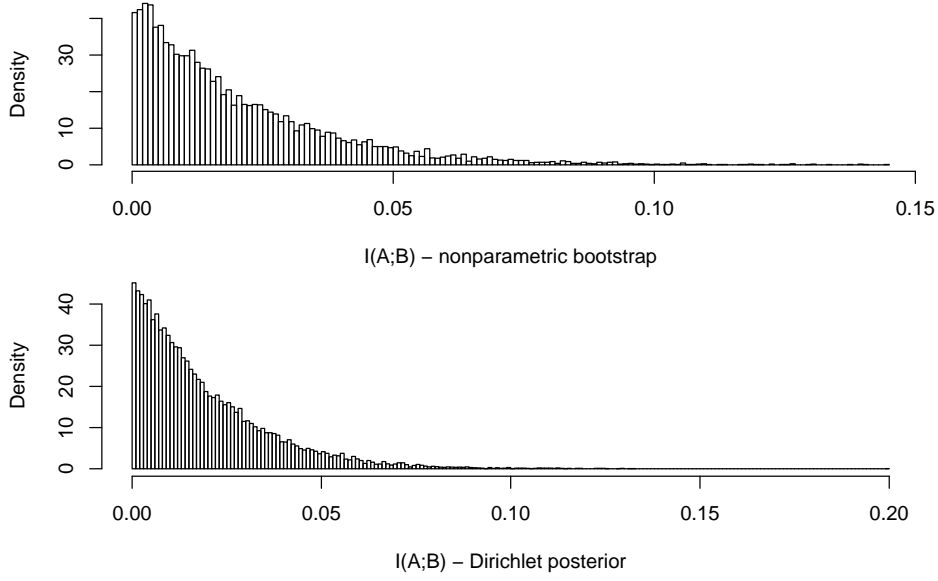 Density
30
10
0
0.00 0.05 0.10 0.15
I(A;B) − nonparametric bootstrap
Density
40
30
20
10
0
0.00 0.05 0.10 0.15 0.20
I(A;B) − Dirichlet posterior